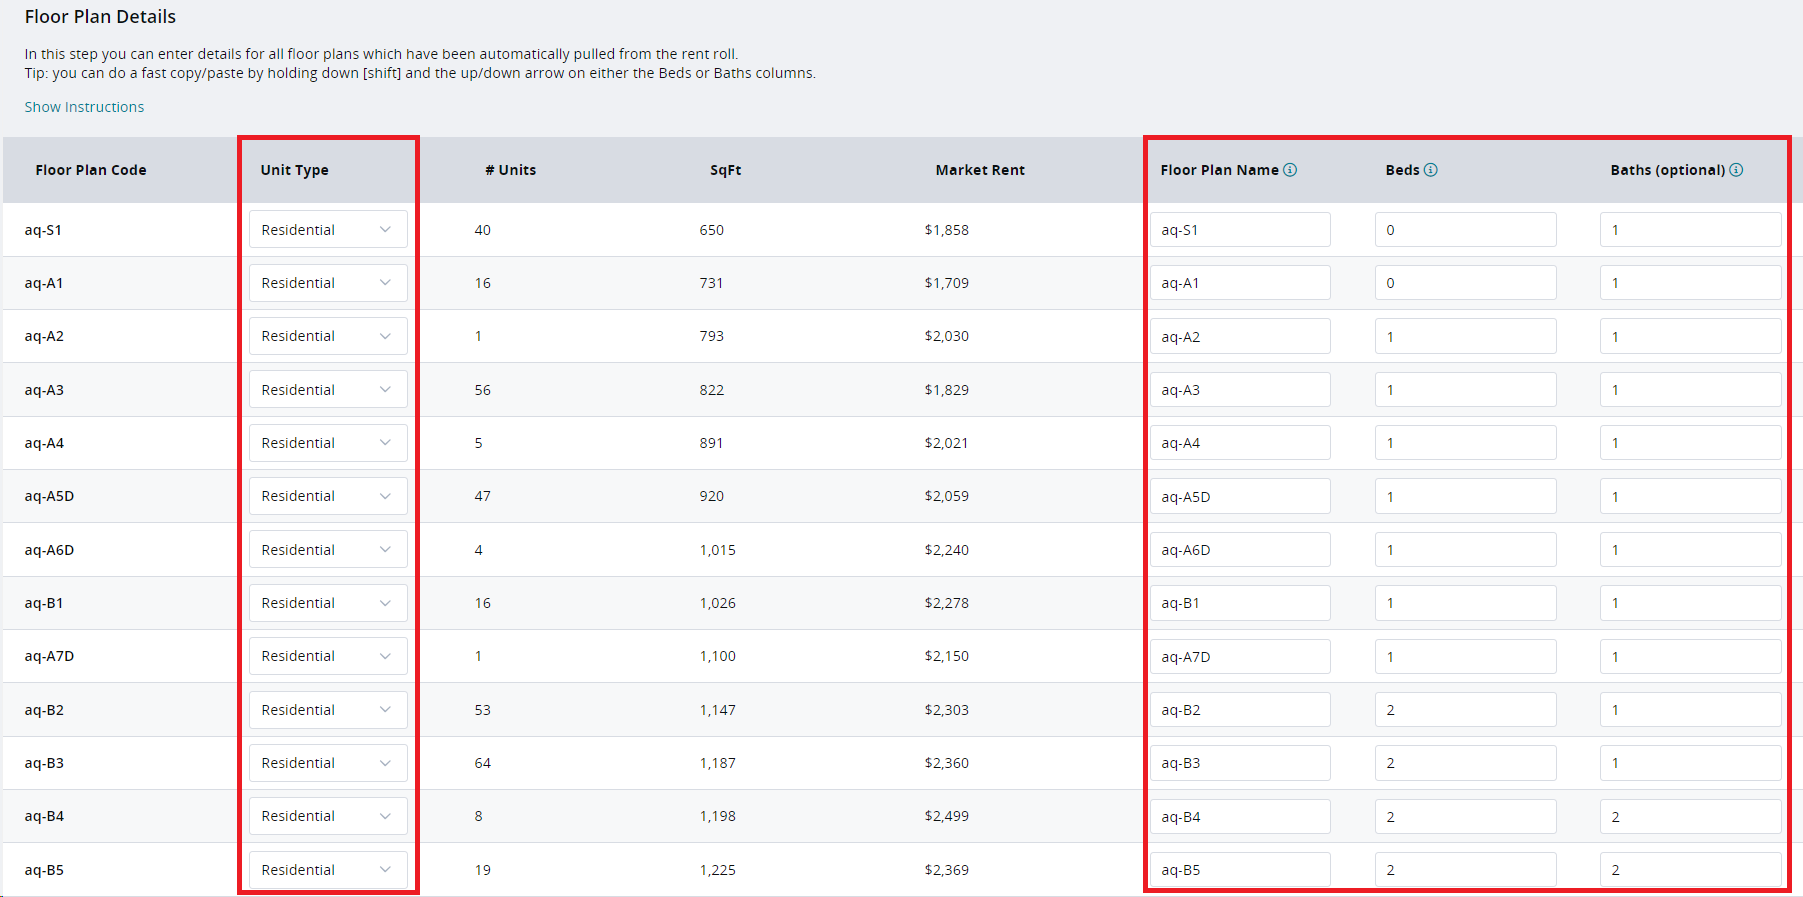 Floor Plan Details
In this step you can enter details for all floor plans which have been automatically pulled from the rent roll.
Tip: you can do a fast copy/paste by holding down [shift] and the up/down arrow on either the Beds or Baths columns.
Show Instructions
Floor Plan Code Unit Type # Units SqFt Market Rent Floor Plan Name Beds Baths (optional)
aq-S1 Residential 40 650 $1,858 aq-S1 0 1
aq-A1 Residential 16 731 $1,709 aq-A1 0 1
aq-A2 Residential 1 793 $2,030 aq-A2 1 1
aq-A3 Residential 56 822 $1,829 aq-A3 1 1
aq-A4 Residential 5 891 $2,021 aq-A4 1 1
aq-A5D Residential 47 920 $2,059 aq-A5D 1 1
aq-A6D Residential 4 1,015 $2,240 aq-A6D 1 1
aq-B1 Residential 16 1,026 $2,278 aq-B1 1 1
aq-A7D Residential 1 1,100 $2,150 aq-A7D 1 1
aq-B2 Residential 53 1,147 $2,303 aq-B2 2 1
aq-B3 Residential 64 1,187 $2,360 aq-B3 2 1
aq-B4 Residential 8 1,198 $2,499 aq-B4 2 2
aq-B5 Residential 19 1,225 $2,369 aq-B5 2 2